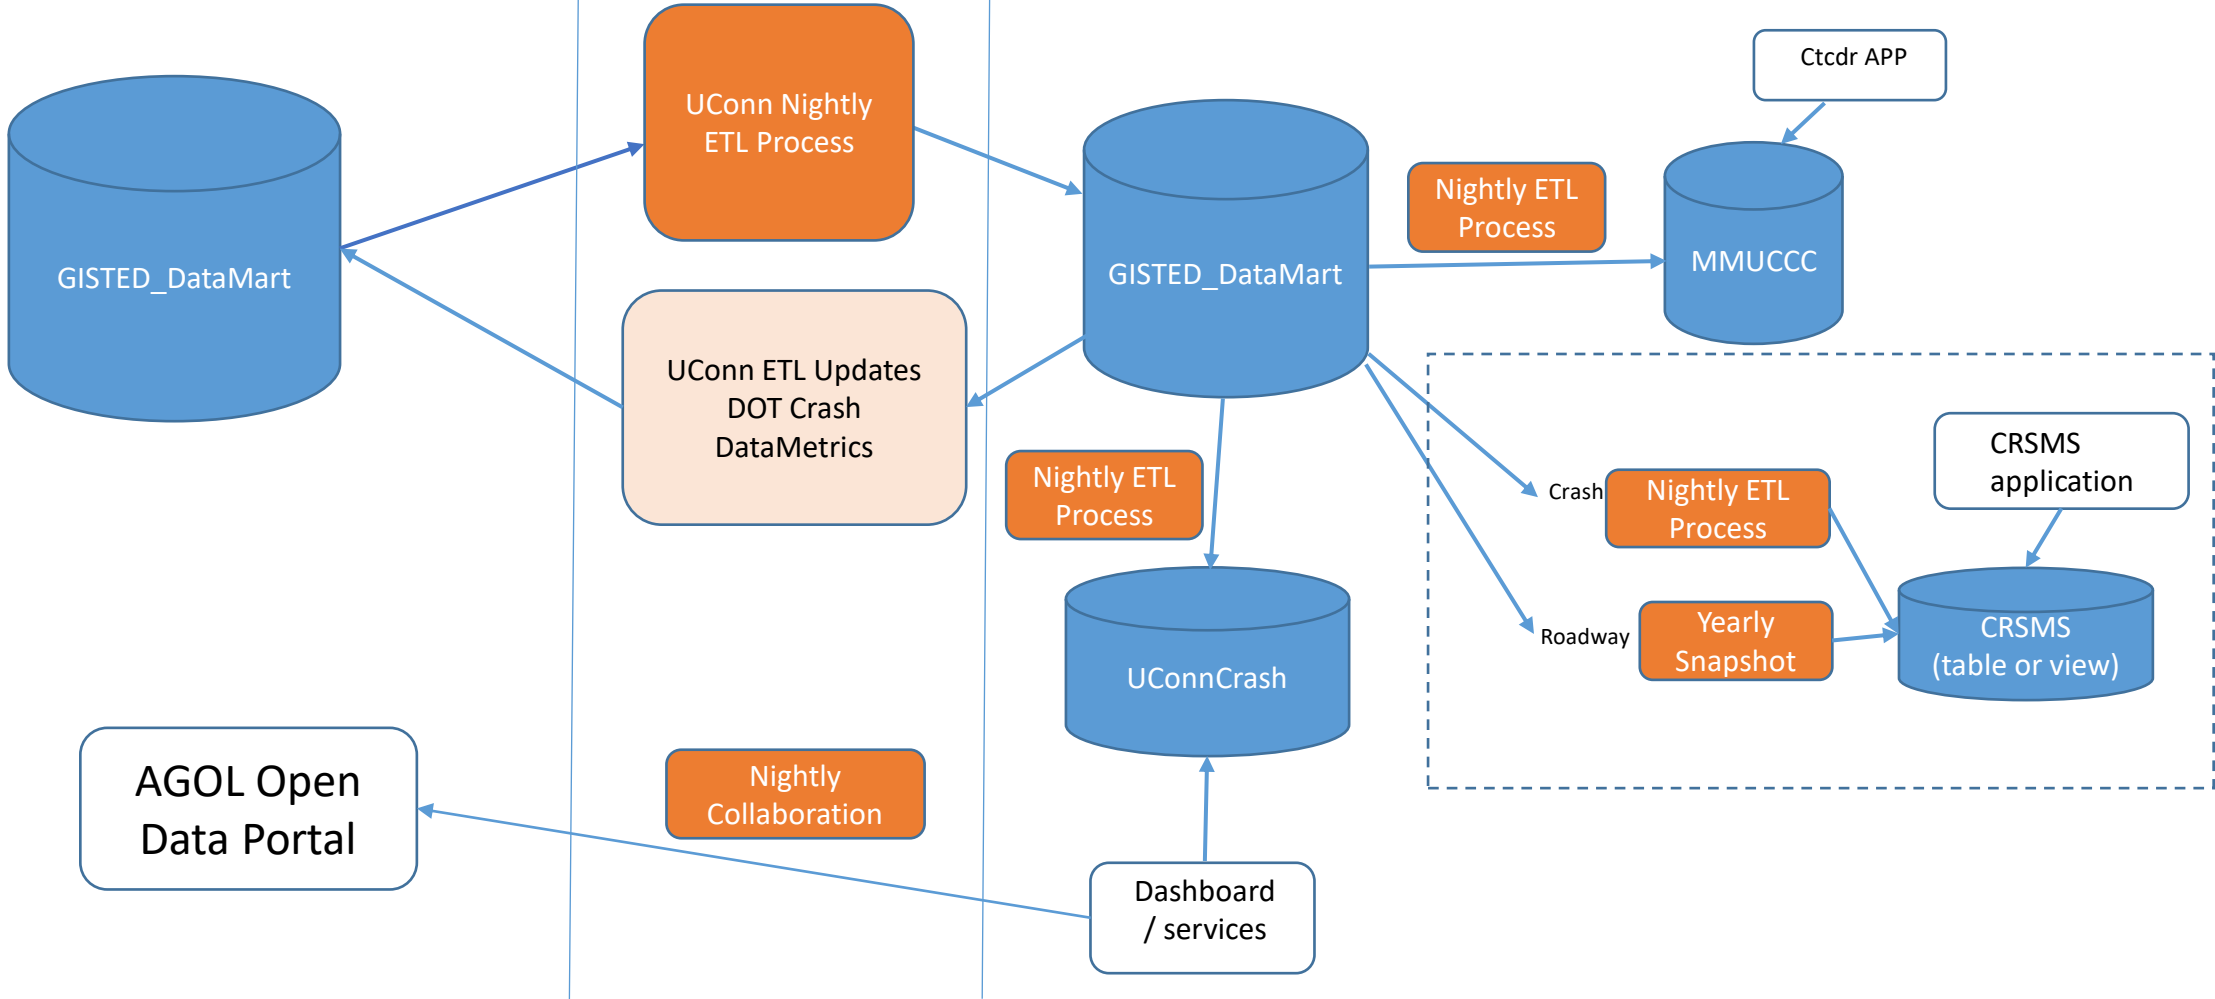 GISTED_DataMart
UConn Nightly
ETL Process
UConn ETL Updates
DOT Crash
DataMetrics
GISTED_DataMart
Nightly ETL
Process
Ctcdr APP
MMUCCC
Nightly ETL
Process
UConnCrash
Crash
Nightly ETL
Process
Roadway
Yearly
Snapshot
CRSMS
application
CRSMS
(table or view)
AGOL Open
Data Portal
Nightly
Collaboration
Dashboard
/ services